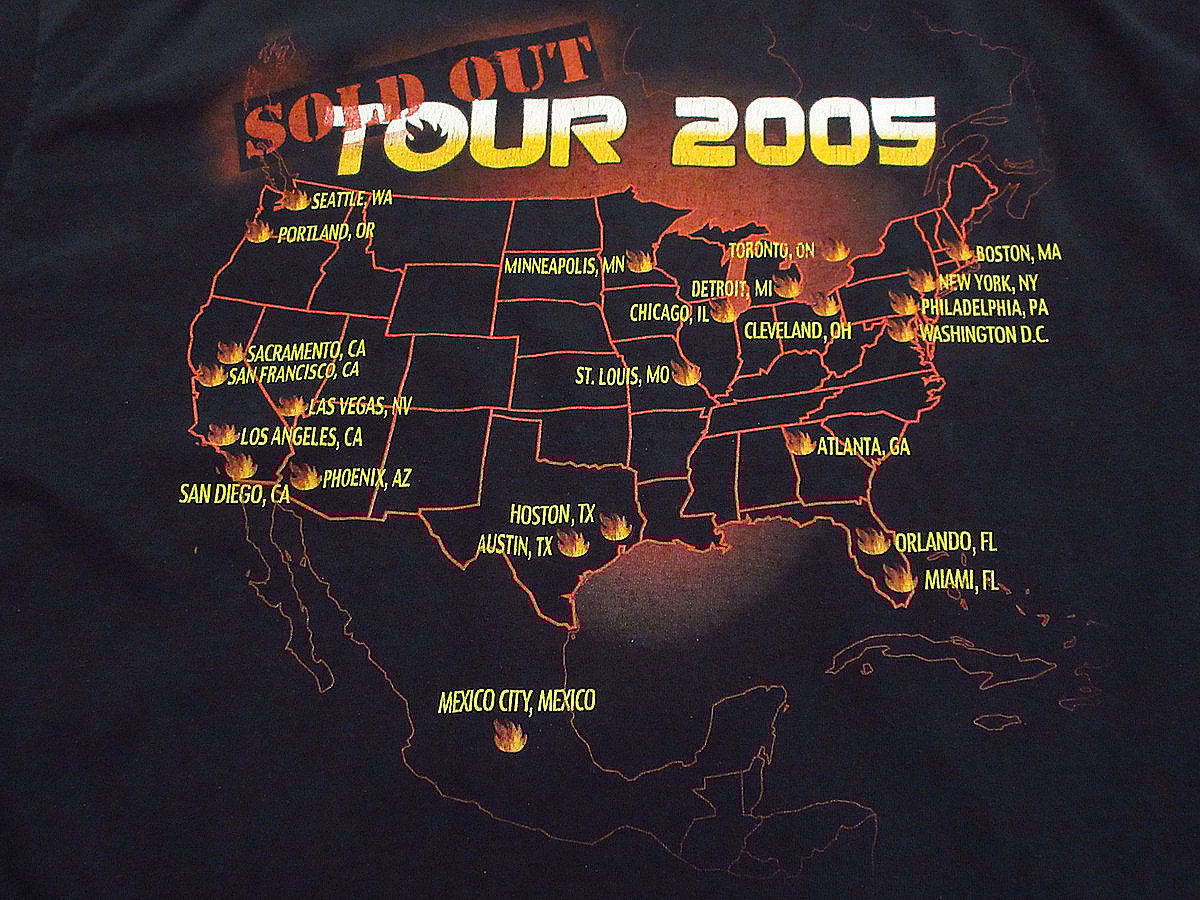 SOLD OUT
TOUR 2005
SEATTLE, WA
PORTLAND, OR
TORONTO, ON
BOSTON, MA
MINNEAPOLIS, MN
DETROIT, MI
NEW YORK, NY
CHICAGO, IL
PHILADELPHIA, PA
CLEVELAND, OH
WASHINGTON D.C.
SACRAMENTO, CA
SAN FRANCISCO, CA
ST. LOUIS, MO
LAS VEGAS, NV
LOS ANGELES, CA
ATLANTA, GA
PHOENIX, AZ
SAN DIEGO, CA
HOSTON, TX
AUSTIN, TX
ORLANDO, FL
MIAMI, FL
MEXICO CITY, MEXICO